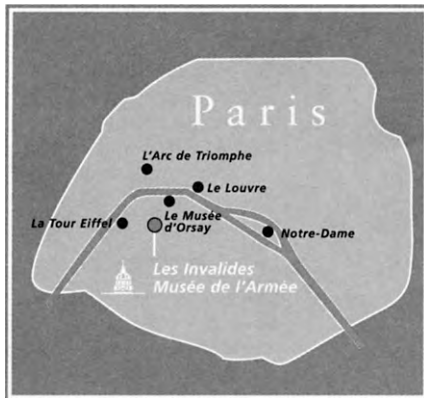 Paris
L'Arc de Triomphe
Le Louvre
La Tour Eiffel
Le Musée
d'Orsay
Notre-Dame
Les Invalides
Musée de l'Armée